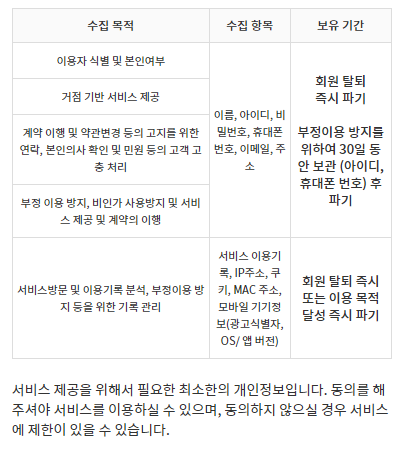 수집 목적
수집 항목
보유 기간
이용자 식별 및 본인여부
거점 기반 서비스 제공
계약 이행 및 약관변경 등의 고지를 위한
연락, 본인의사 확인 및 민원 등의 고객 고
충 처리
부정 이용 방지, 비인가 사용방지 및 서비
스 제공 및 계약의 이행
이름, 아이디, 비
밀번호, 휴대폰
번호, 이메일, 주
소
회원 탈퇴
즉시 파기
부정이용 방지를
위하여 30일 동
안 보관 (아이디,
휴대폰 번호) 후
파기
서비스방문 및 이용기록 분석, 부정이용 방
지 등을 위한 기록 관리
서비스 이용기
록, IP주소, 쿠
키, MAC 주소,
모바일 기기정
보(광고식별자,
OS/ 앱 버전)
회원 탈퇴 즉시
또는 이용 목적
달성 즉시 파기
서비스 제공을 위해서 필요한 최소한의 개인정보입니다. 동의를 해
주셔야 서비스를 이용하실 수 있으며, 동의하지 않으실 경우 서비스
에 제한이 있을 수 있습니다.